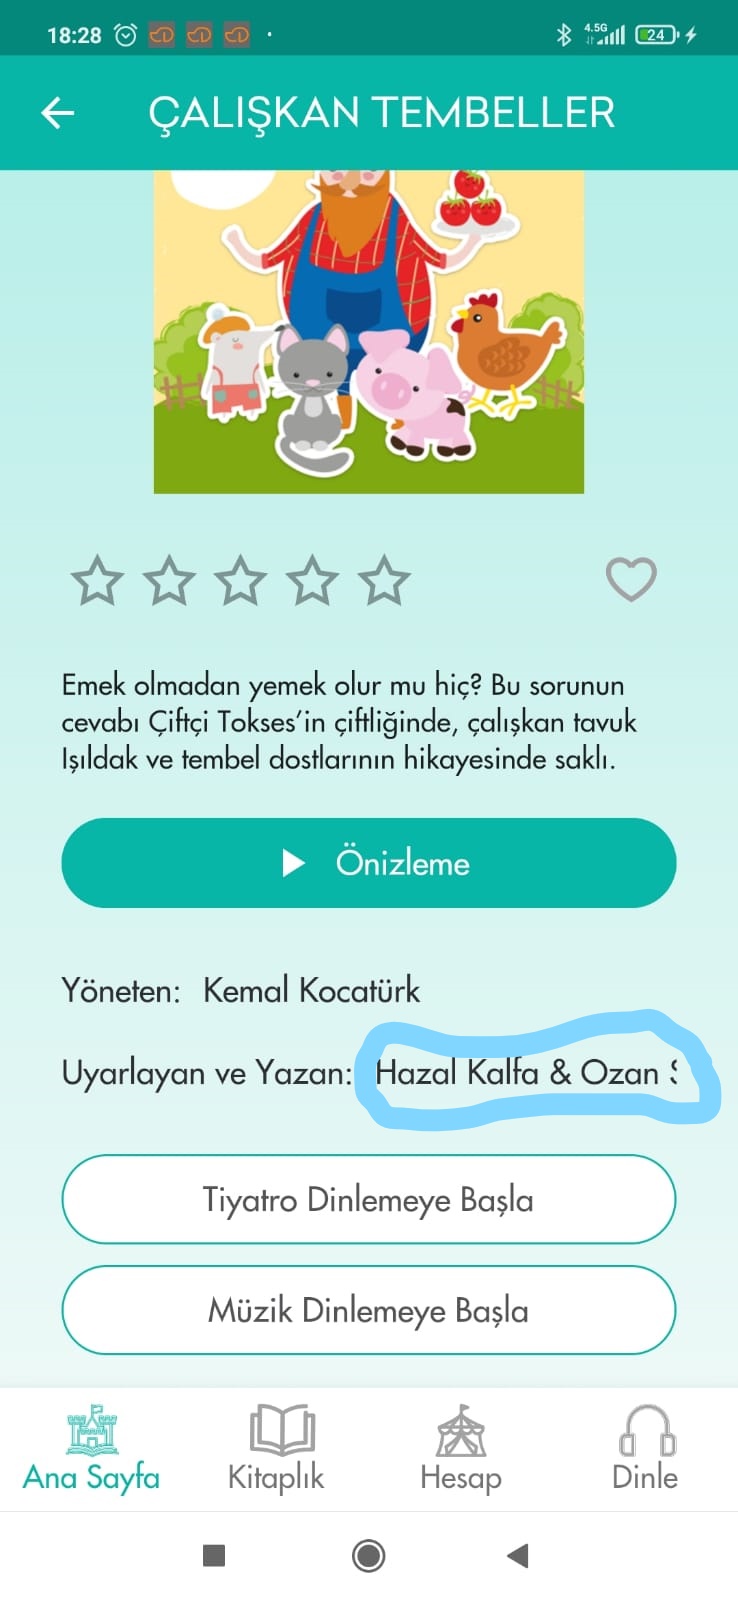 18:28
4.5G
24
ÇALIŞKAN TEMBELLER
Emek olmadan yemek olur mu hiç? Bu sorunun
cevabı Çiftçi Tokses'in çiftliğinde, çalışkan tavuk
Işıldak ve tembel dostlarının hikayesinde saklı.
Önizleme
Yöneten: Kemal Kocatürk
Uyarlayan ve Yazan: Hazal Kalfa & Ozan
Tiyatro Dinlemeye Başla
Müzik Dinlemeye Başla
Ana Sayfa
Kitaplık
Hesap
Dinle